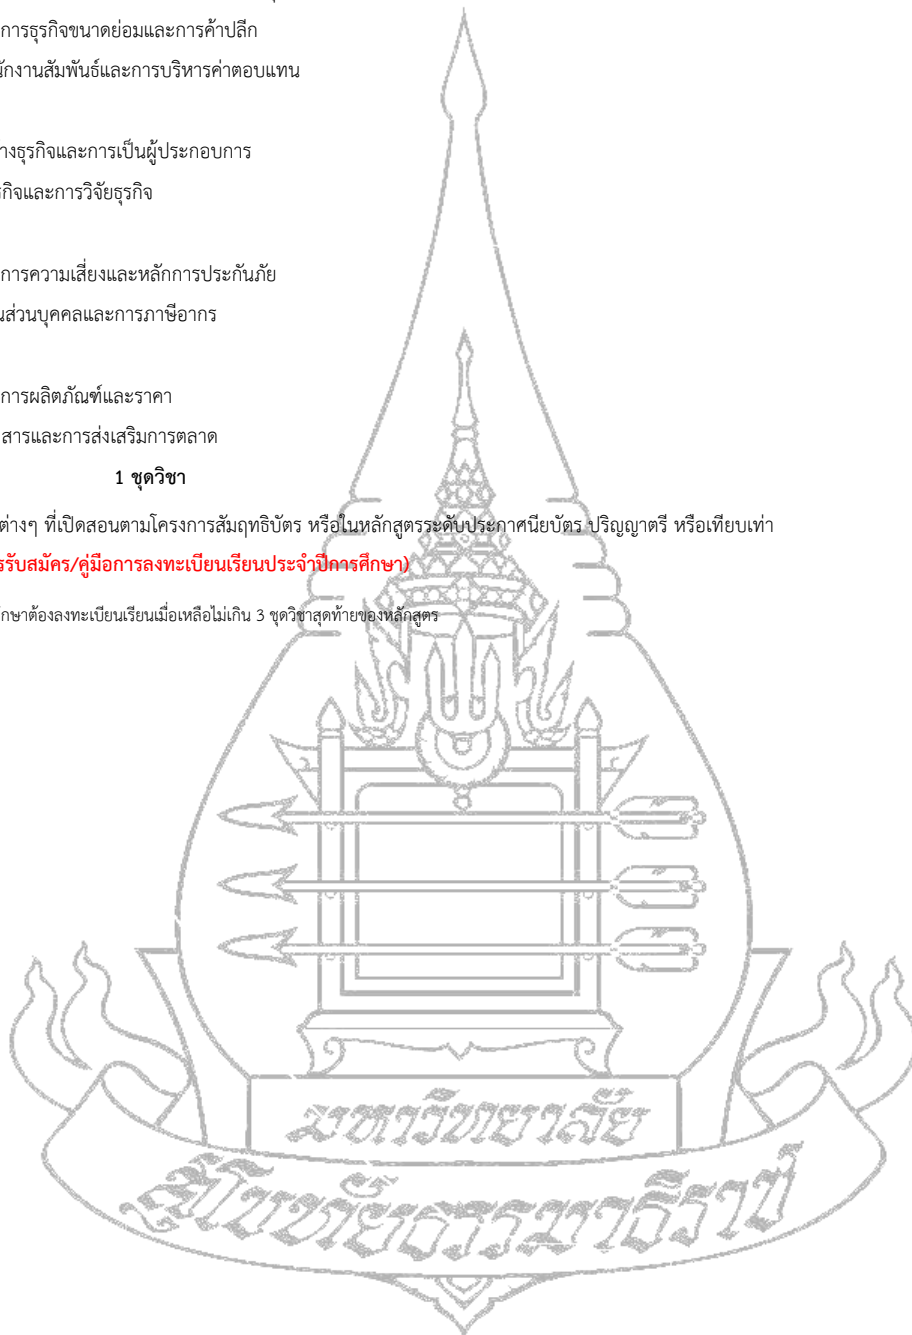 การธุรกิจขนาดย่อมและการค้าปลีก
นักงานสัมพันธ์และการบริหารค่าตอบแทน
างธุรกิจและการเป็นผู้ประกอบการ
รกิจและการวิจัยธุรกิจ
การความเสี่ยงและหลักการประกันภัย
นส่วนบุคคลและการภาษีอากร
การผลิตภัณฑ์และราคา
สารและการส่งเสริมการตลาด
1 ชุดวิชา
ต่างๆ ที่เปิดสอนตามโครงการสัมฤทธิบัตร หรือในหลักสูตรระดับประกาศนียบัตร ปริญญาตรี หรือเทียบเท่า
รรับสมัคร/คู่มือการลงทะเบียนเรียนประจำปีการศึกษา)
กษาต้องลงทะเบียนเรียนเมื่อเหลือไม่เกิน 3 ชุดวิชาสุดท้ายของหลักสูตร
มหาวิทยาลัย
สุโขทัยธรรมาธิราช